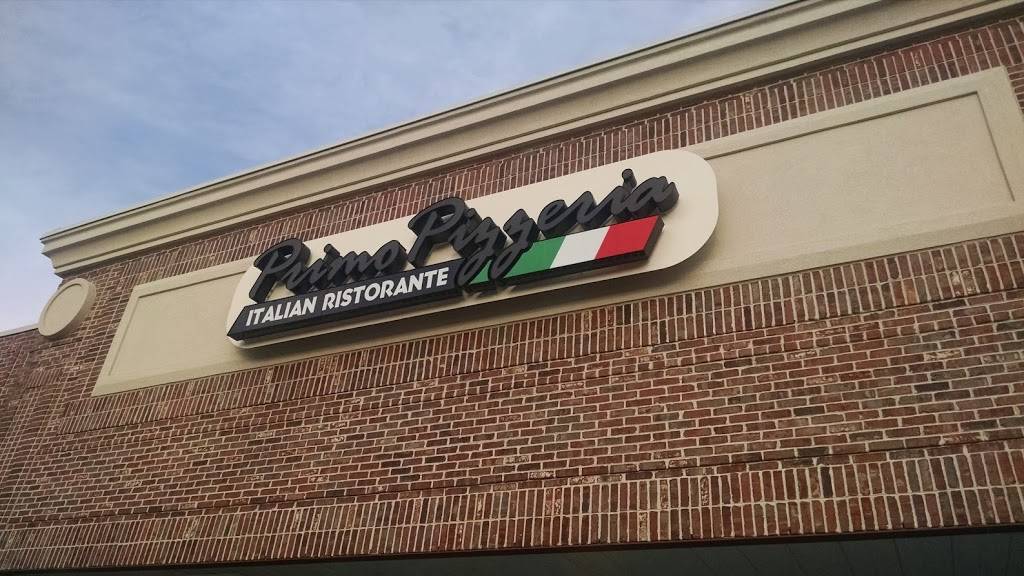 Primo Pizzeria
ITALIAN RISTORANTE